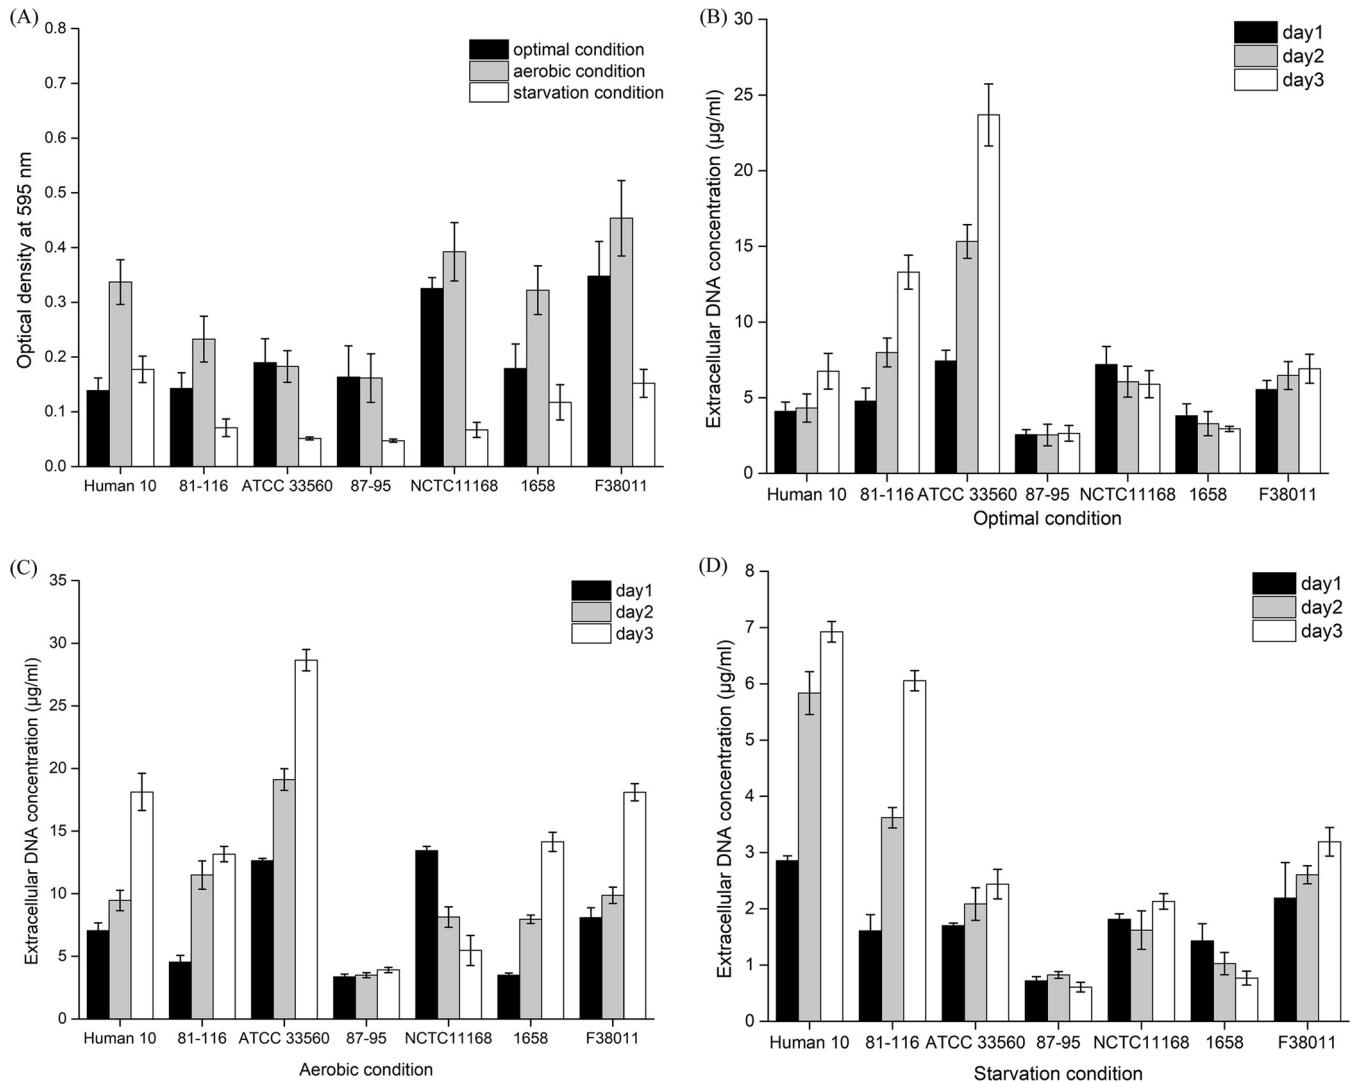 (A)
0.8
0.7
0.6
0.5
0.4
0.3
0.2
0.1
0.0
Optical density at 595 nm
optimal condition
aerobic condition
starvation condition
Human 10 81-116 ATCC 33560 87-95 NCTC11168 1658 F38011
(B)
30
25
20
15
10
5
0
Extracellular DNA concentration (μg/ml)
day1
day2
day3
Human 10 81-116 ATCC 33560 87-95 NCTC11168 1658 F38011
Optimal condition
(C)
35
30
25
20
15
10
5
0
Extracellular DNA concentration (μg/ml)
day1
day2
day3
Human 10 81-116 ATCC 33560 87-95 NCTC11168 1658 F38011
Aerobic condition
(D)
8
7
6
5
4
3
2
1
0
Extracellular DNA concentration (μg/ml)
day1
day2
day3
Human 10 81-116 ATCC 33560 87-95 NCTC11168 1658 F38011
Starvation condition